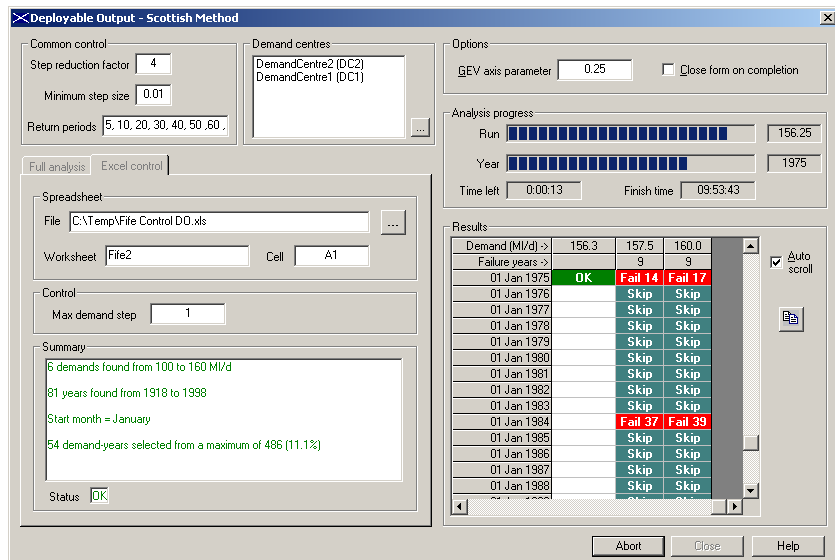 Deployable Output - Scottish Method
Common control
Step reduction factor 4
Minimum step size 0.01
Return periods 5, 10, 20, 30, 40, 50 ,60 ,
Demand centres
DemandCentre2 (DC2)
DemandCentre1 (DC1)
...
Options
GEV axis parameter 0.25
Close form on completion
Analysis progress
Run 156.25
Year 1975
Time left 0:00:13 Finish time 09:53:43
Full analysis Excel control
Spreadsheet
File C:\Temp\Fife Control DO.xls ...
Worksheet Fife2 Cell A1
Control
Max demand step 1
Summary
6 demands found from 100 to 160 Ml/d
81 years found from 1918 to 1998
Start month = January
54 demand-years selected from a maximum of 486 (11.1%)
Status OK
Results
Demand (Ml/d) -> 156.3 157.5 160.0
Failure years -> 9 9
01 Jan 1975 OK Fail 14 Fail 17
01 Jan 1976 Skip Skip
01 Jan 1977 Skip Skip
01 Jan 1978 Skip Skip
01 Jan 1979 Skip Skip
01 Jan 1980 Skip Skip
01 Jan 1981 Skip Skip
01 Jan 1982 Skip Skip
01 Jan 1983 Skip Skip
01 Jan 1984 Fail 37 Fail 39
01 Jan 1985 Skip Skip
01 Jan 1986 Skip Skip
01 Jan 1987 Skip Skip
01 Jan 1988 Skip Skip
Auto
scroll
Abort Close Help